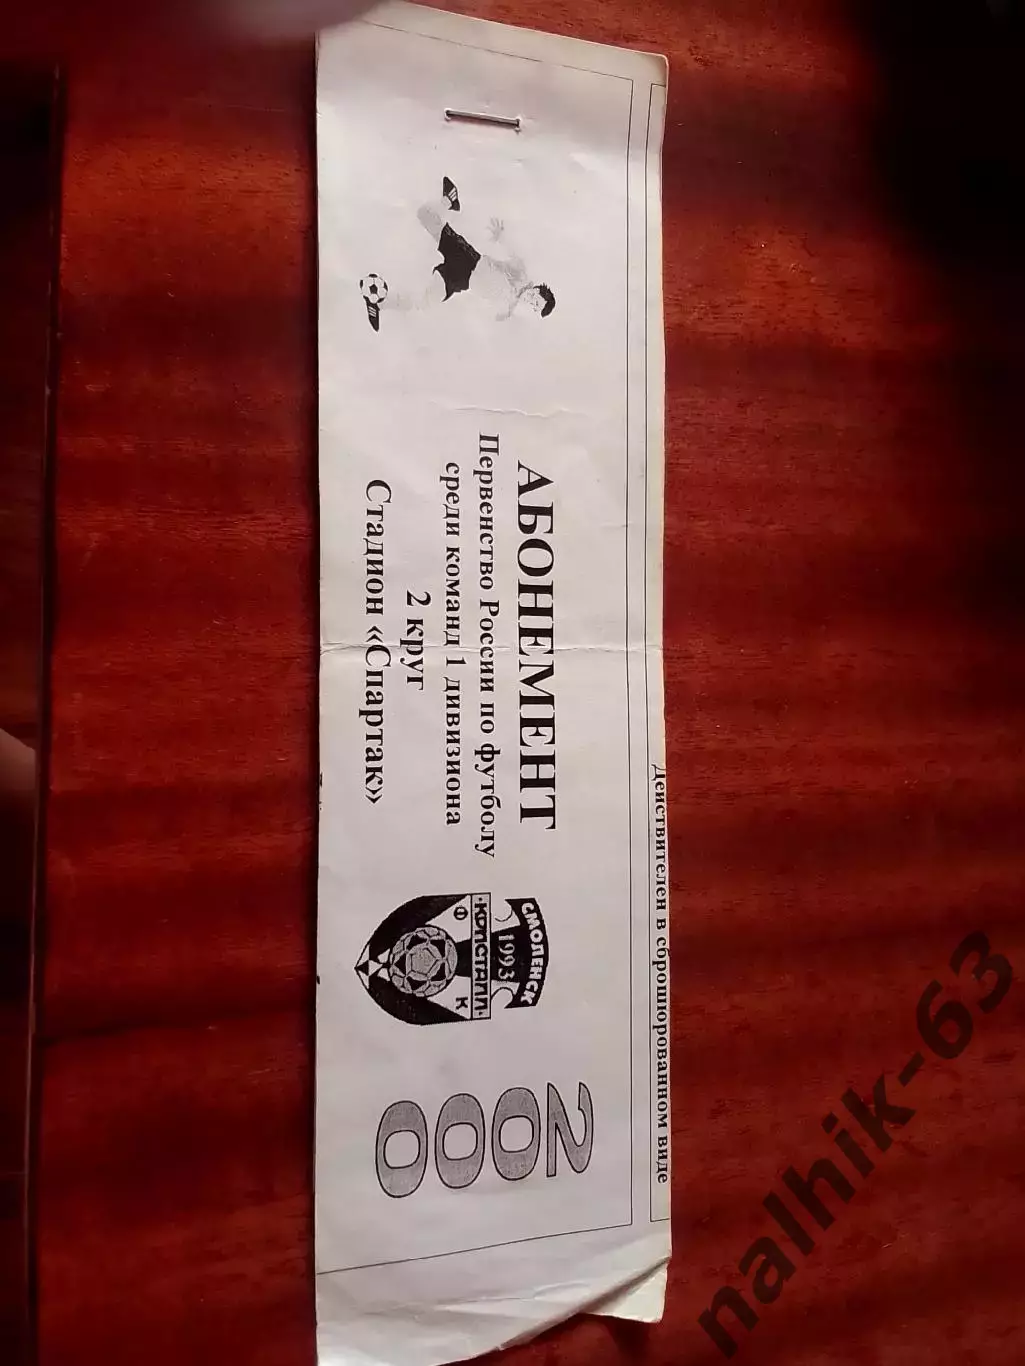 Действителен в сброшюрованном виде
АБОНЕМЕНТ
Первенство России по футболу
среди команд 1 дивизиона
2 круг
Стадион «Спартак»
СМОЛЕНСК
1993
·КРИСТАЛЛ·
Ф К
2000
nalhik-63